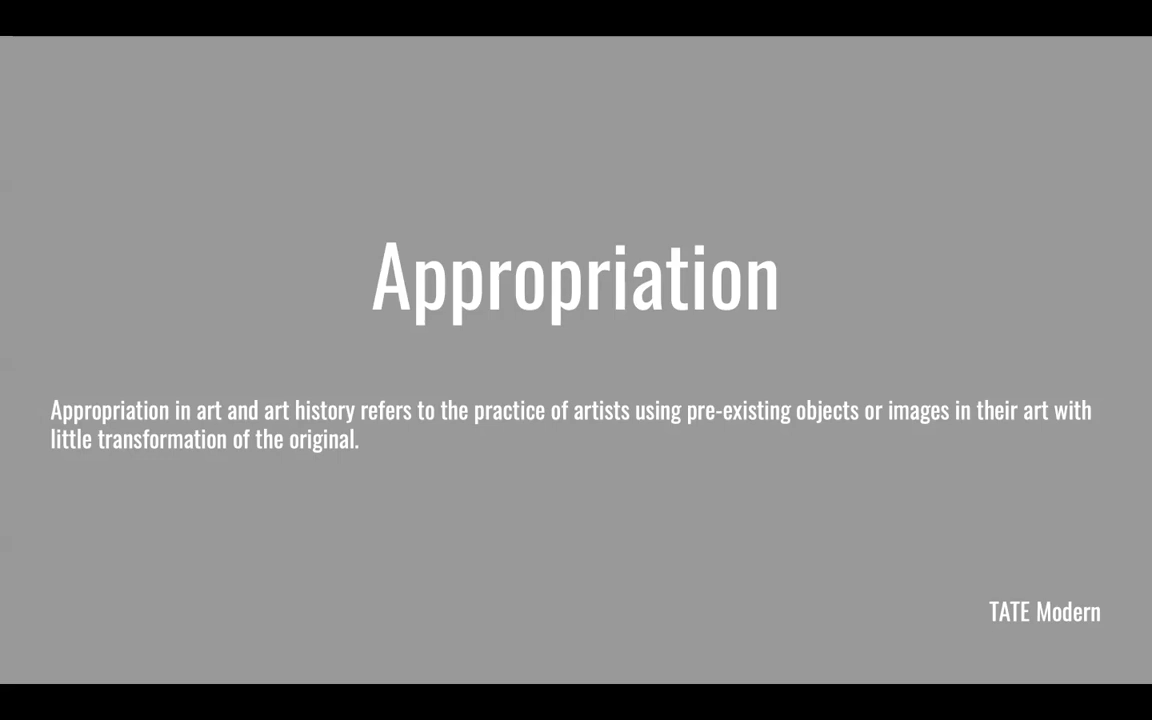 Appropriation
Appropriation in art and art history refers to the practice of artists using pre-existing objects or images in their art with
little transformation of the original.
TATE Modern